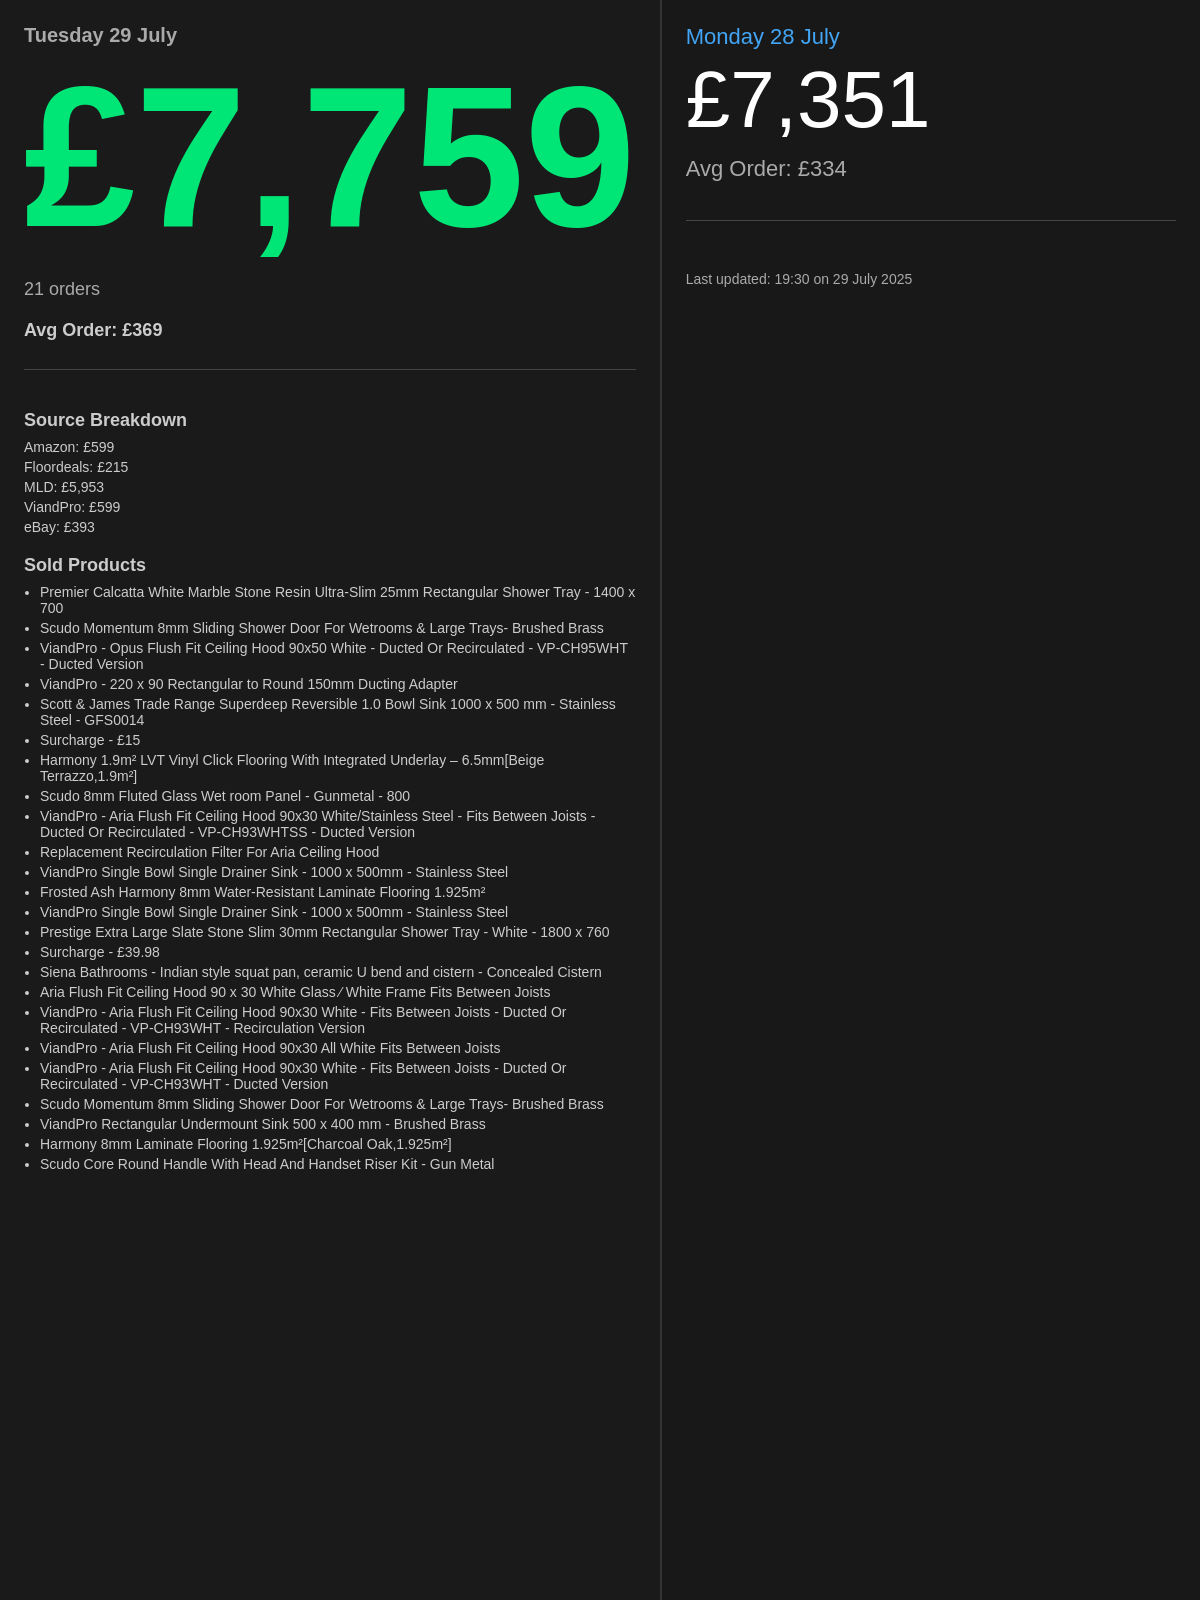 Tuesday 29 July
£7,759
21 orders
Avg Order: £369
Source Breakdown
Amazon: £599
Floordeals: £215
MLD: £5,953
ViandPro: £599
eBay: £393
Sold Products
• Premier Calcatta White Marble Stone Resin Ultra-Slim 25mm Rectangular Shower Tray - 1400 x
700
• Scudo Momentum 8mm Sliding Shower Door For Wetrooms & Large Trays- Brushed Brass
• ViandPro - Opus Flush Fit Ceiling Hood 90x50 White - Ducted Or Recirculated - VP-CH95WHT
- Ducted Version
• ViandPro - 220 x 90 Rectangular to Round 150mm Ducting Adapter
• Scott & James Trade Range Superdeep Reversible 1.0 Bowl Sink 1000 x 500 mm - Stainless
Steel - GFS0014
• Surcharge - £15
• Harmony 1.9m² LVT Vinyl Click Flooring With Integrated Underlay – 6.5mm[Beige
Terrazzo,1.9m²]
• Scudo 8mm Fluted Glass Wet room Panel - Gunmetal - 800
• ViandPro - Aria Flush Fit Ceiling Hood 90x30 White/Stainless Steel - Fits Between Joists -
Ducted Or Recirculated - VP-CH93WHTSS - Ducted Version
• Replacement Recirculation Filter For Aria Ceiling Hood
• ViandPro Single Bowl Single Drainer Sink - 1000 x 500mm - Stainless Steel
• Frosted Ash Harmony 8mm Water-Resistant Laminate Flooring 1.925m²
• ViandPro Single Bowl Single Drainer Sink - 1000 x 500mm - Stainless Steel
• Prestige Extra Large Slate Stone Slim 30mm Rectangular Shower Tray - White - 1800 x 760
• Surcharge - £39.98
• Siena Bathrooms - Indian style squat pan, ceramic U bend and cistern - Concealed Cistern
• Aria Flush Fit Ceiling Hood 90 x 30 White Glass ⁄ White Frame Fits Between Joists
• ViandPro - Aria Flush Fit Ceiling Hood 90x30 White - Fits Between Joists - Ducted Or
Recirculated - VP-CH93WHT - Recirculation Version
• ViandPro - Aria Flush Fit Ceiling Hood 90x30 All White Fits Between Joists
• ViandPro - Aria Flush Fit Ceiling Hood 90x30 White - Fits Between Joists - Ducted Or
Recirculated - VP-CH93WHT - Ducted Version
• Scudo Momentum 8mm Sliding Shower Door For Wetrooms & Large Trays- Brushed Brass
• ViandPro Rectangular Undermount Sink 500 x 400 mm - Brushed Brass
• Harmony 8mm Laminate Flooring 1.925m²[Charcoal Oak,1.925m²]
• Scudo Core Round Handle With Head And Handset Riser Kit - Gun Metal
Monday 28 July
£7,351
Avg Order: £334
Last updated: 19:30 on 29 July 2025